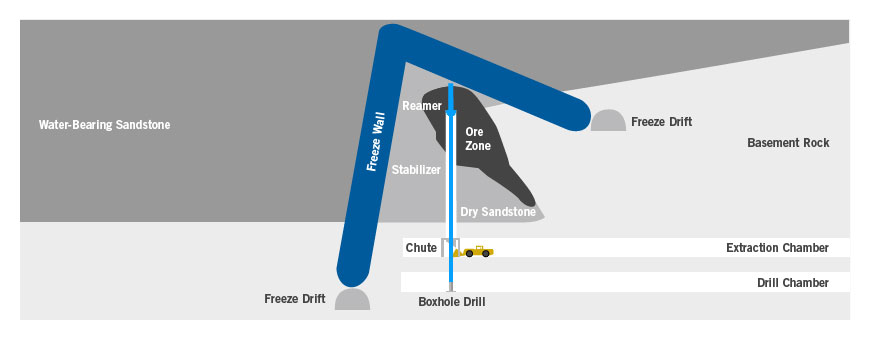 Reamer
Water-Bearing Sandstone
Freeze Wall
Ore
Zone
Freeze Drift
Basement Rock
Stabilizer
Dry Sandstone
Chute
Extraction Chamber
Drill Chamber
Freeze Drift
Boxhole Drill